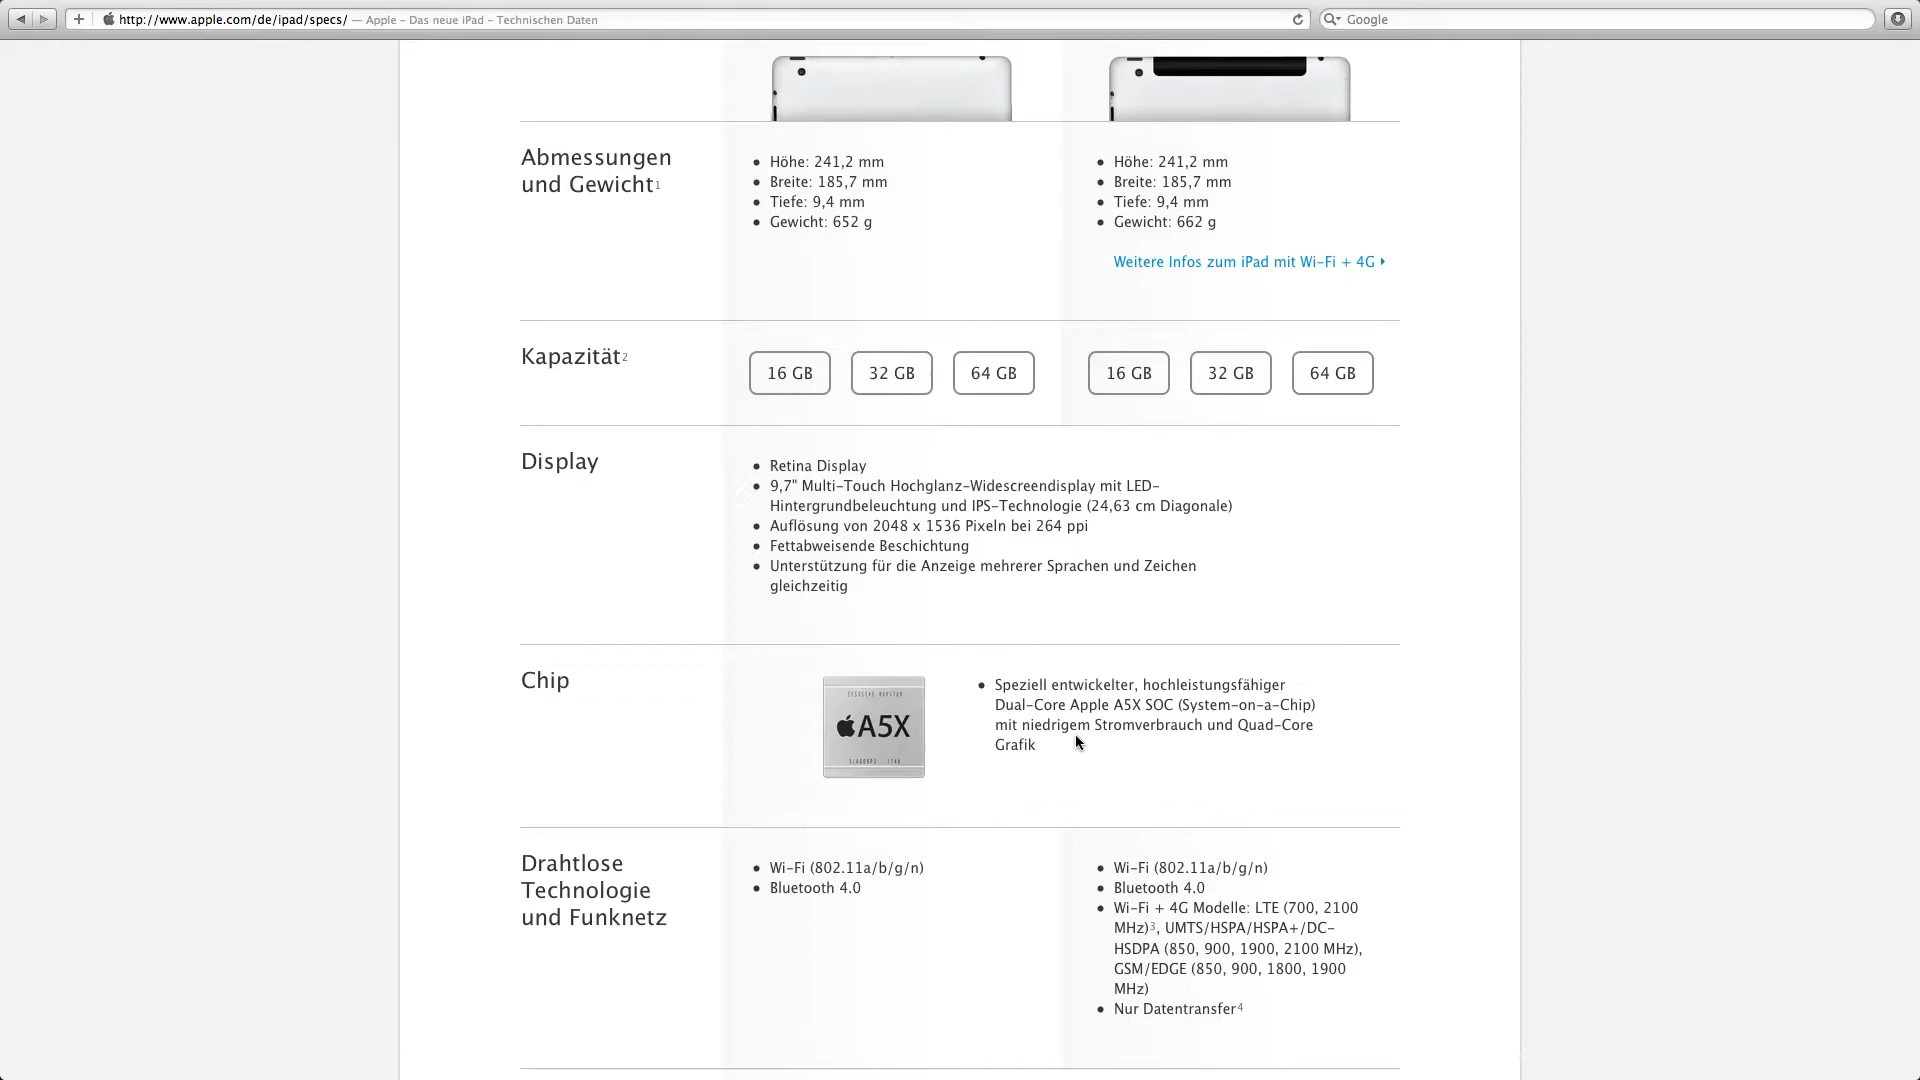 http://www.apple.com/de/ipad/specs/ — Apple – Das neue iPad – Technischen Daten
Google
Abmessungen
und Gewicht1
• Höhe: 241,2 mm
• Breite: 185,7 mm
• Tiefe: 9,4 mm
• Gewicht: 652 g
• Höhe: 241,2 mm
• Breite: 185,7 mm
• Tiefe: 9,4 mm
• Gewicht: 662 g
Weitere Infos zum iPad mit Wi-Fi + 4G
Kapazität2
16 GB 32 GB 64 GB
16 GB 32 GB 64 GB
Display
• Retina Display
• 9,7" Multi-Touch Hochglanz-Widescreendisplay mit LED-
Hintergrundbeleuchtung und IPS-Technologie (24,63 cm Diagonale)
• Auflösung von 2048 x 1536 Pixeln bei 264 ppi
• Fettabweisende Beschichtung
• Unterstützung für die Anzeige mehrerer Sprachen und Zeichen
gleichzeitig
Chip
A5X
• Speziell entwickelter, hochleistungsfähiger
Dual-Core Apple A5X SOC (System-on-a-Chip)
mit niedrigem Stromverbrauch und Quad-Core
Grafik
Drahtlose
Technologie
und Funknetz
• Wi-Fi (802.11a/b/g/n)
• Bluetooth 4.0
• Wi-Fi (802.11a/b/g/n)
• Bluetooth 4.0
• Wi-Fi + 4G Modelle: LTE (700, 2100
MHz)3, UMTS/HSPA/HSPA+/DC-
HSDPA (850, 900, 1900, 2100 MHz),
GSM/EDGE (850, 900, 1800, 1900
MHz)
• Nur Datentransfer4